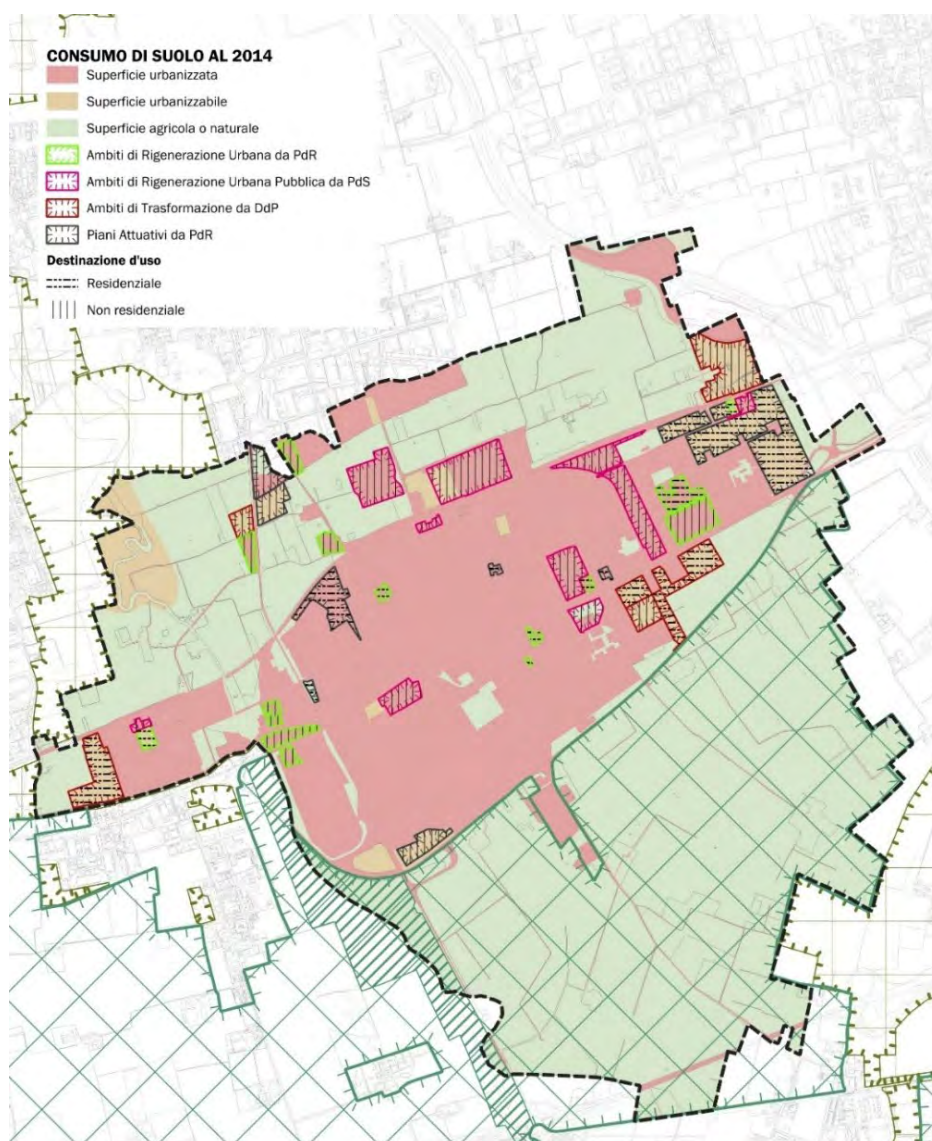 CONSUMO DI SUOLO AL 2014
Superficie urbanizzata
Superficie urbanizzabile
Superficie agricola o naturale
Ambiti di Rigenerazione Urbana da PdR
Ambiti di Rigenerazione Urbana Pubblica da PdS
Ambiti di Trasformazione da DdP
Piani Attuativi da PdR
Destinazione d'uso
Residenziale
Non residenziale